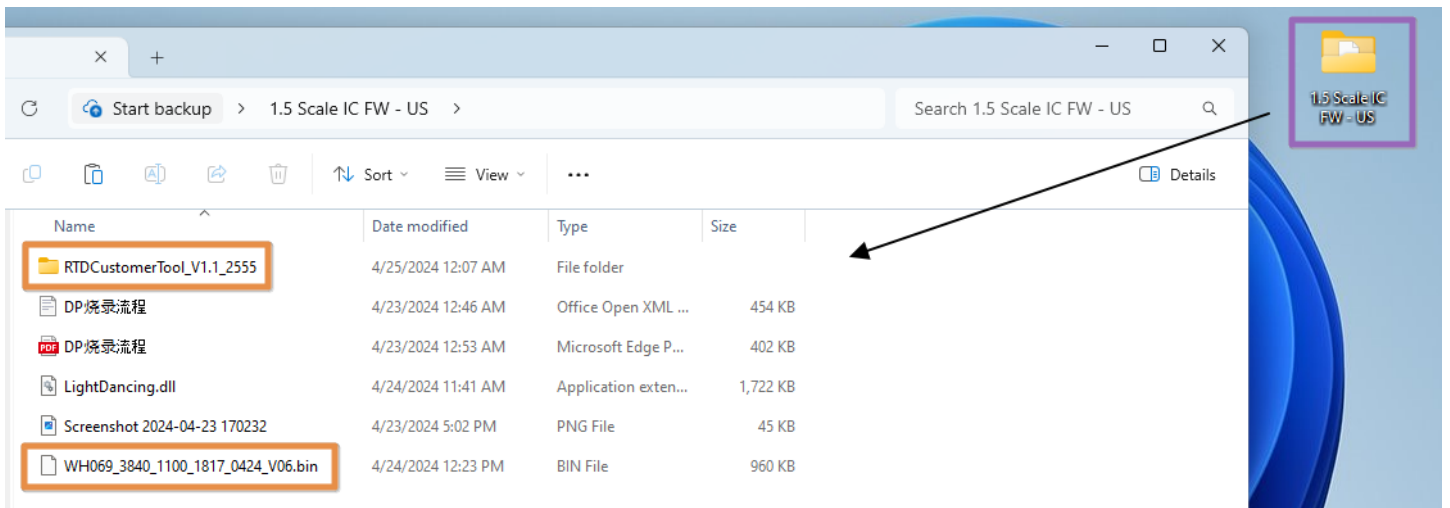 Start backup > 1.5 Scale IC FW - US >
Search 1.5 Scale IC FW - US
1.5 Scale IC
FW - US
Sort
View
Details
Name Date modified Type Size
RTDCustomerTool_V1.1_2555 4/25/2024 12:07 AM File folder
DP烧录流程 4/23/2024 12:46 AM Office Open XML ... 454 KB
PDF DP烧录流程 4/23/2024 12:53 AM Microsoft Edge P... 402 KB
LightDancing.dll 4/24/2024 11:41 AM Application exten... 1,722 KB
Screenshot 2024-04-23 170232 4/23/2024 5:02 PM PNG File 45 KB
WH069_3840_1100_1817_0424_V06.bin 4/24/2024 12:23 PM BIN File 960 KB